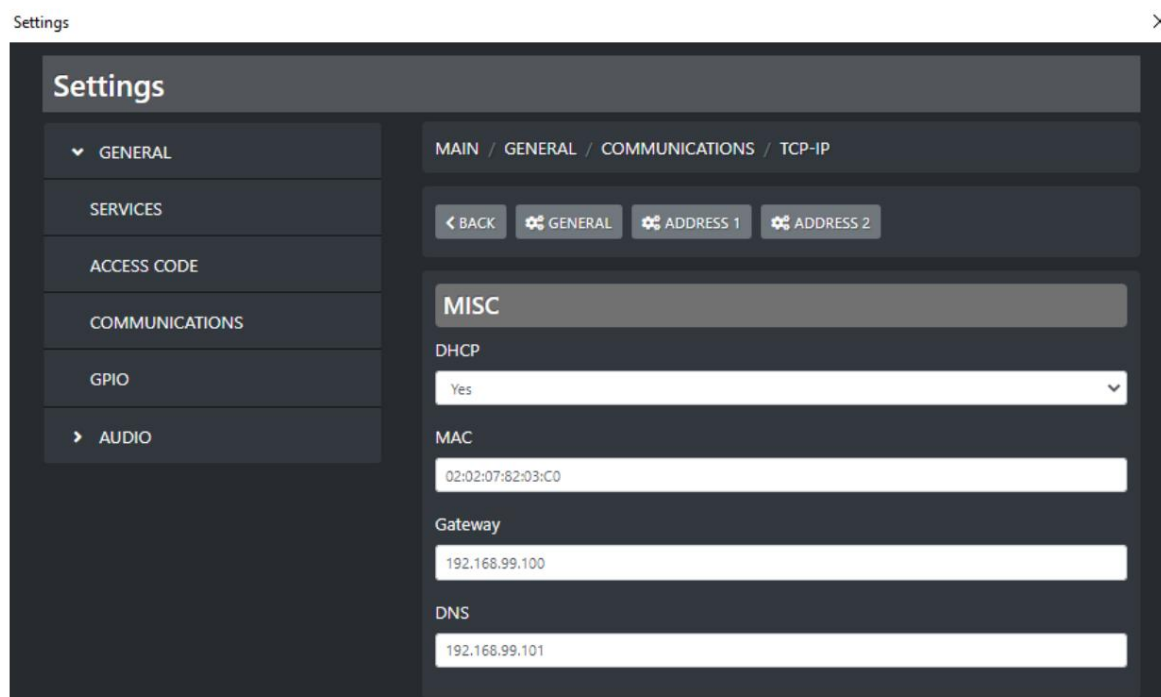 Settings
Settings
GENERAL
SERVICES
ACCESS CODE
COMMUNICATIONS
GPIO
AUDIO
MAIN / GENERAL / COMMUNICATIONS / TCP-IP
BACK GENERAL ADDRESS 1 ADDRESS 2
MISC
DHCP
Yes
MAC
02:02:07:82:03:C0
Gateway
192.168.99.100
DNS
192.168.99.101